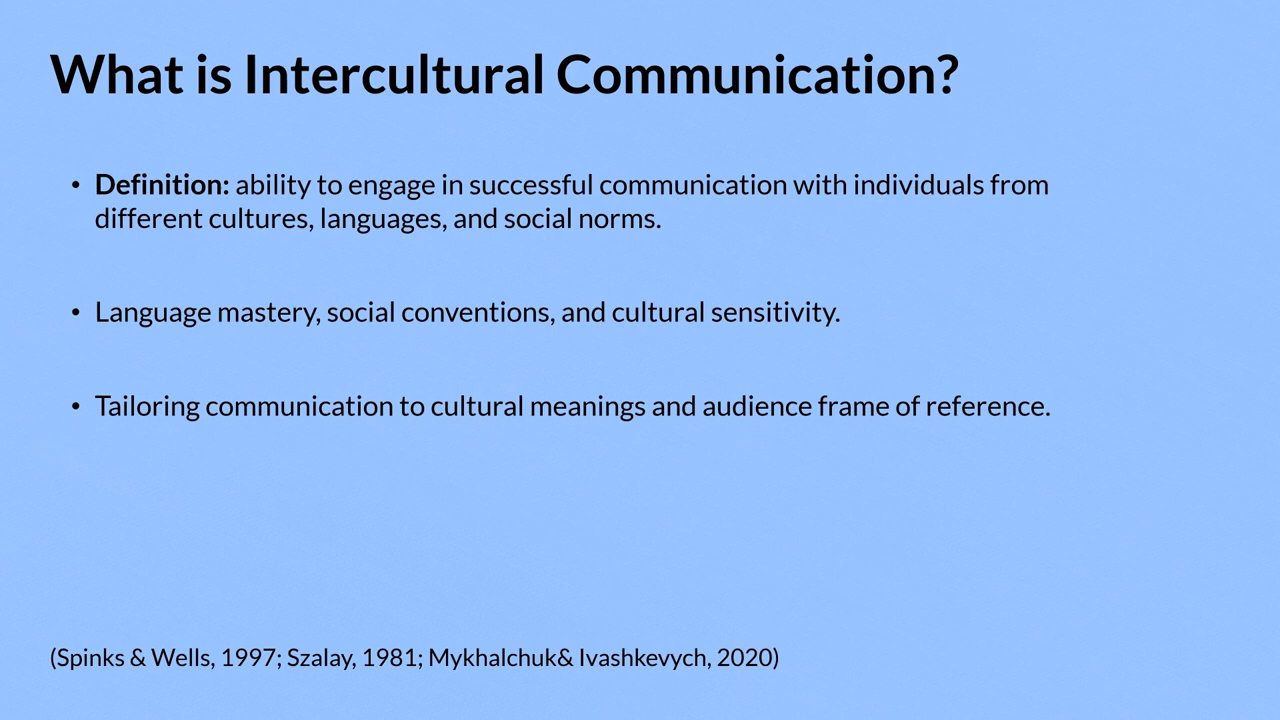 What is Intercultural Communication?
• Definition: ability to engage in successful communication with individuals from
different cultures, languages, and social norms.
• Language mastery, social conventions, and cultural sensitivity.
• Tailoring communication to cultural meanings and audience frame of reference.
(Spinks & Wells, 1997; Szalay, 1981; Mykhalchuk& Ivashkevych, 2020)